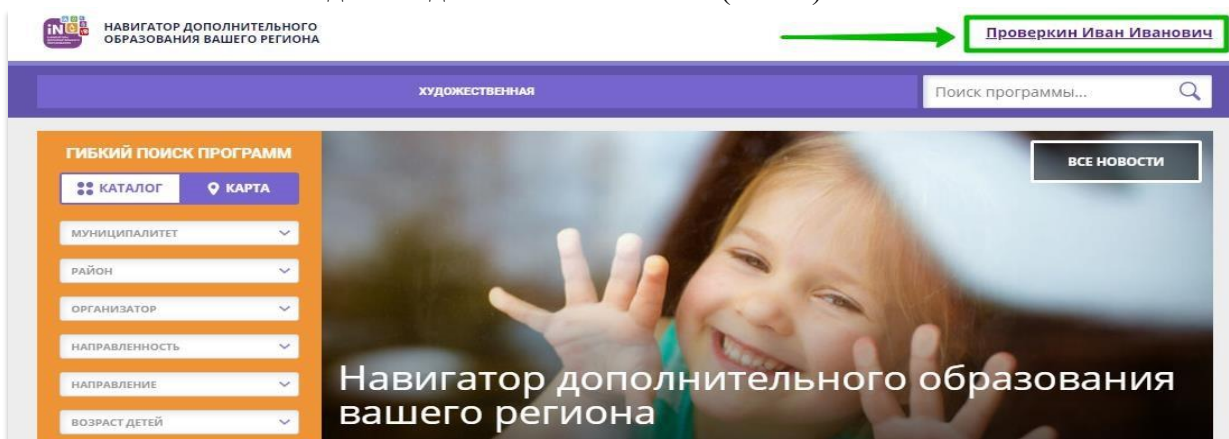 НАВИГАТОР ДОПОЛНИТЕЛЬНОГО
ОБРАЗОВАНИЯ ВАШЕГО РЕГИОНА
Проверкин Иван Иванович
ХУДОЖЕСТВЕННАЯ
Поиск программы...
ГИБКИЙ ПОИСК ПРОГРАММ
КАТАЛОГ
КАРТА
ВСЕ НОВОСТИ
МУНИЦИПАЛИТЕТ
РАЙОН
ОРГАНИЗАТОР
НАПРАВЛЕННОСТЬ
НАПРАВЛЕНИЕ
ВОЗРАСТ ДЕТЕЙ
Навигатор дополнительного образования
вашего региона